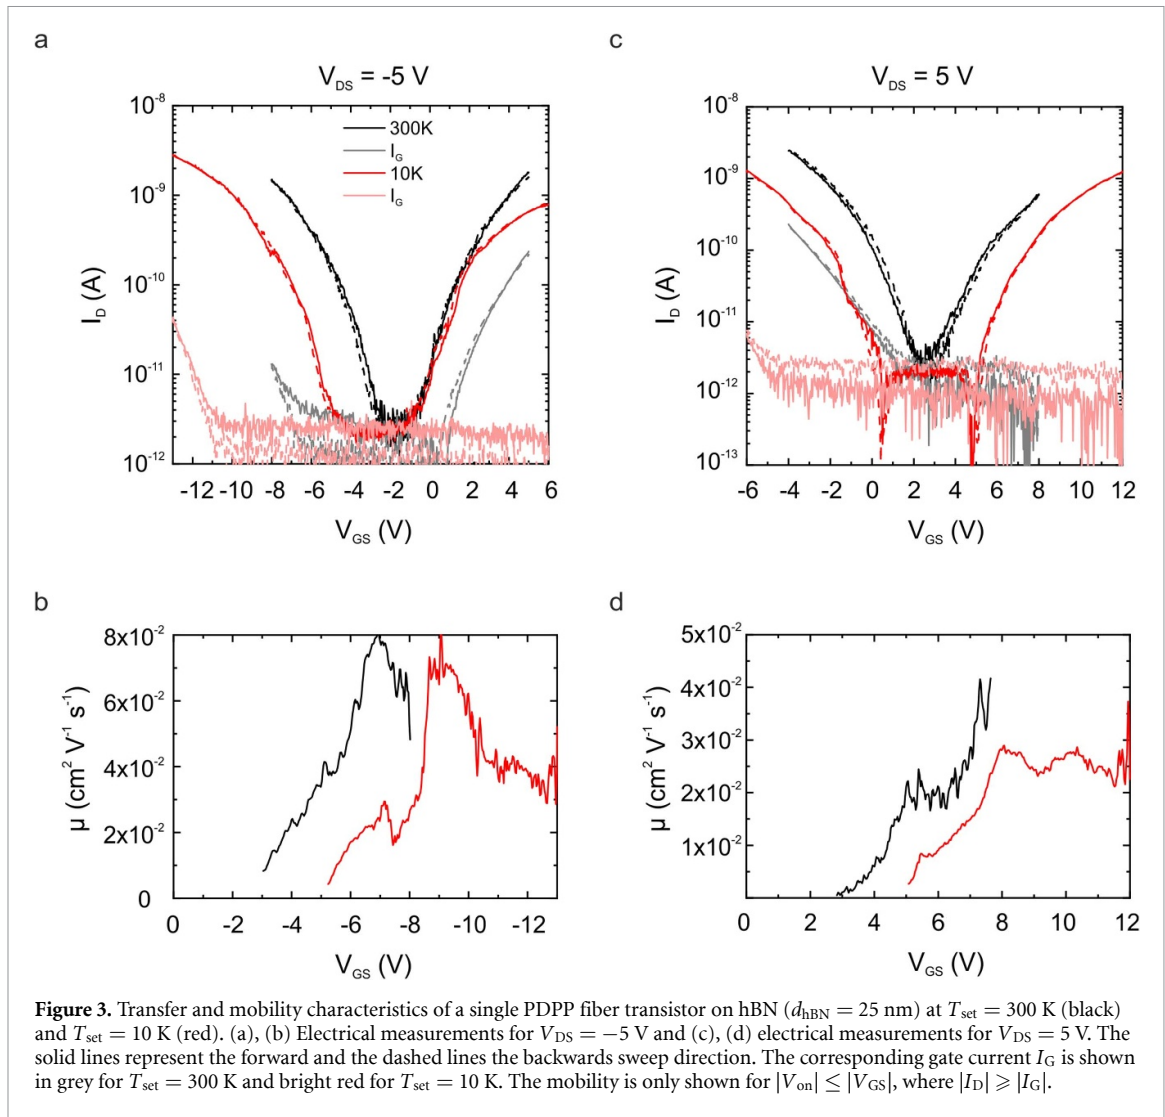 a
V_DS = -5 V
10^-8
10^-9
10^-10
10^-11
10^-12
I_D (A)
300K
I_G
10K
I_G
-12 -10 -8 -6 -4 -2 0 2 4 6
V_GS (V)
c
V_DS = 5 V
10^-8
10^-9
10^-10
10^-11
10^-12
10^-13
I_D (A)
-6 -4 -2 0 2 4 6 8 10 12
V_GS (V)
b
8x10^-2
6x10^-2
4x10^-2
2x10^-2
0
µ (cm² V^-1 s^-1)
0 -2 -4 -6 -8 -10 -12
V_GS (V)
d
5x10^-2
4x10^-2
3x10^-2
2x10^-2
1x10^-2
µ (cm² V^-1 s^-1)
0 2 4 6 8 10 12
V_GS (V)
Figure 3. Transfer and mobility characteristics of a single PDPP fiber transistor on hBN (d_hBN = 25 nm) at T_set = 300 K (black)
and T_set = 10 K (red). (a), (b) Electrical measurements for V_DS = −5 V and (c), (d) electrical measurements for V_DS = 5 V. The
solid lines represent the forward and the dashed lines the backwards sweep direction. The corresponding gate current I_G is shown
in grey for T_set = 300 K and bright red for T_set = 10 K. The mobility is only shown for |V_on| ≤ |V_GS|, where |I_D| ⩾ |I_G|.